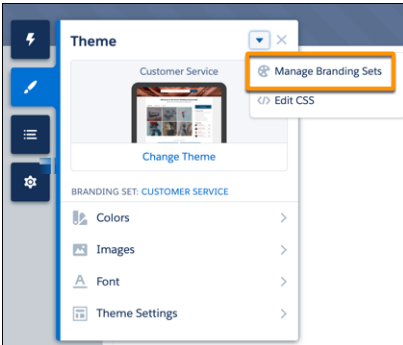 Theme
Manage Branding Sets
</> Edit CSS
Customer Service
Change Theme
BRANDING SET: CUSTOMER SERVICE
Colors
Images
A Font
Theme Settings